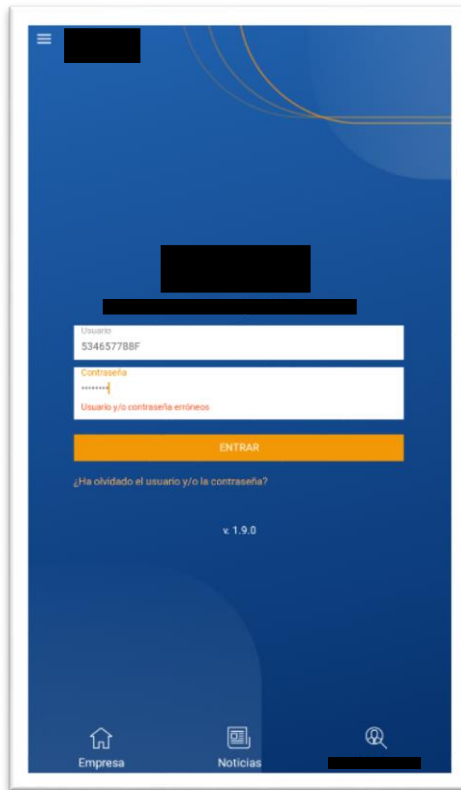 Usuario
534657788F
Contraseña
••••••••
Usuario y/o contraseña erróneos
ENTRAR
¿Ha olvidado el usuario y/o la contraseña?
v. 1.9.0
Empresa
Noticias